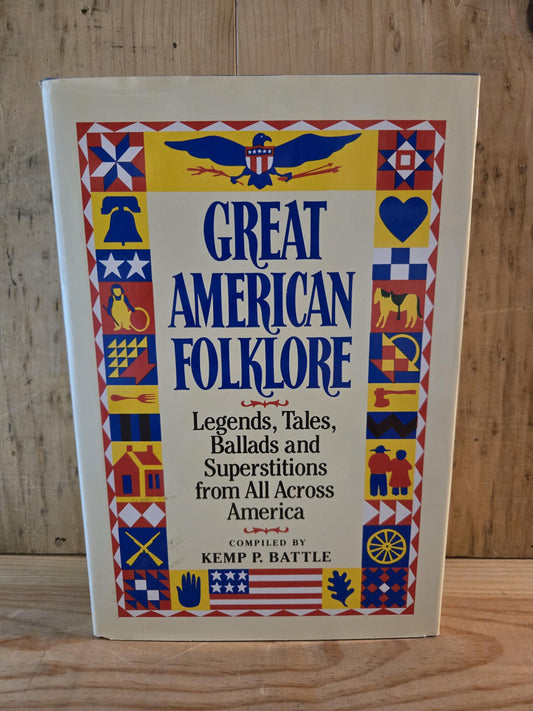 GREAT
AMERICAN
FOLKLORE
Legends, Tales,
Ballads and
Superstitions
from All Across
America
COMPILED BY
KEMP P. BATTLE